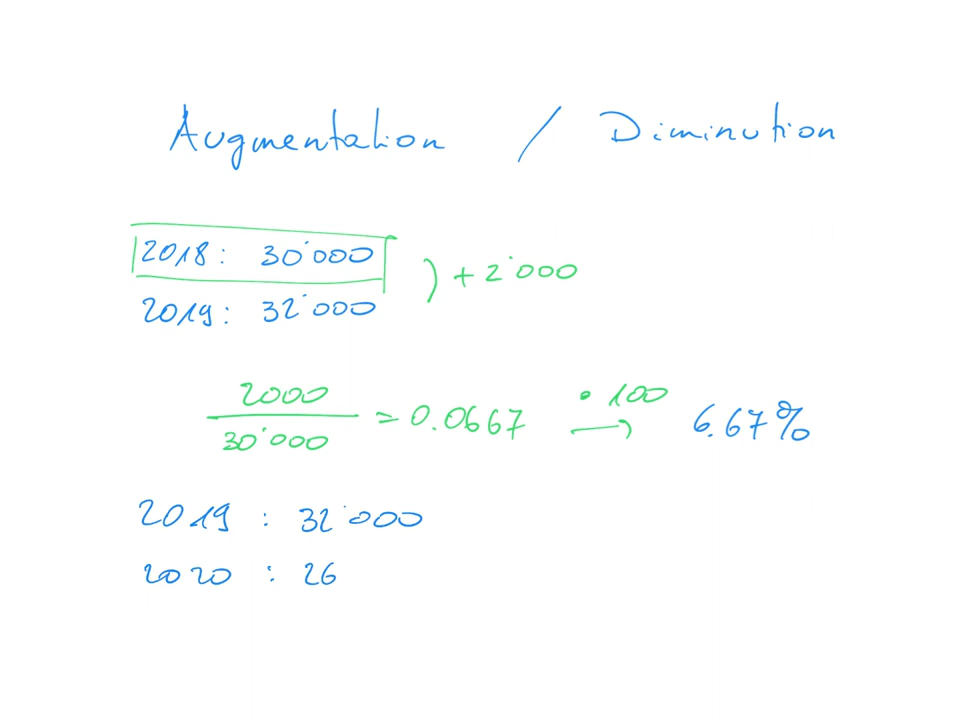 Augmentation / Diminution
2018 : 30'000
) + 2'000
2019 : 32'000
2000
30'000
= 0.0667
• 100
→
6.67%
2019 : 32'000
2020 : 26